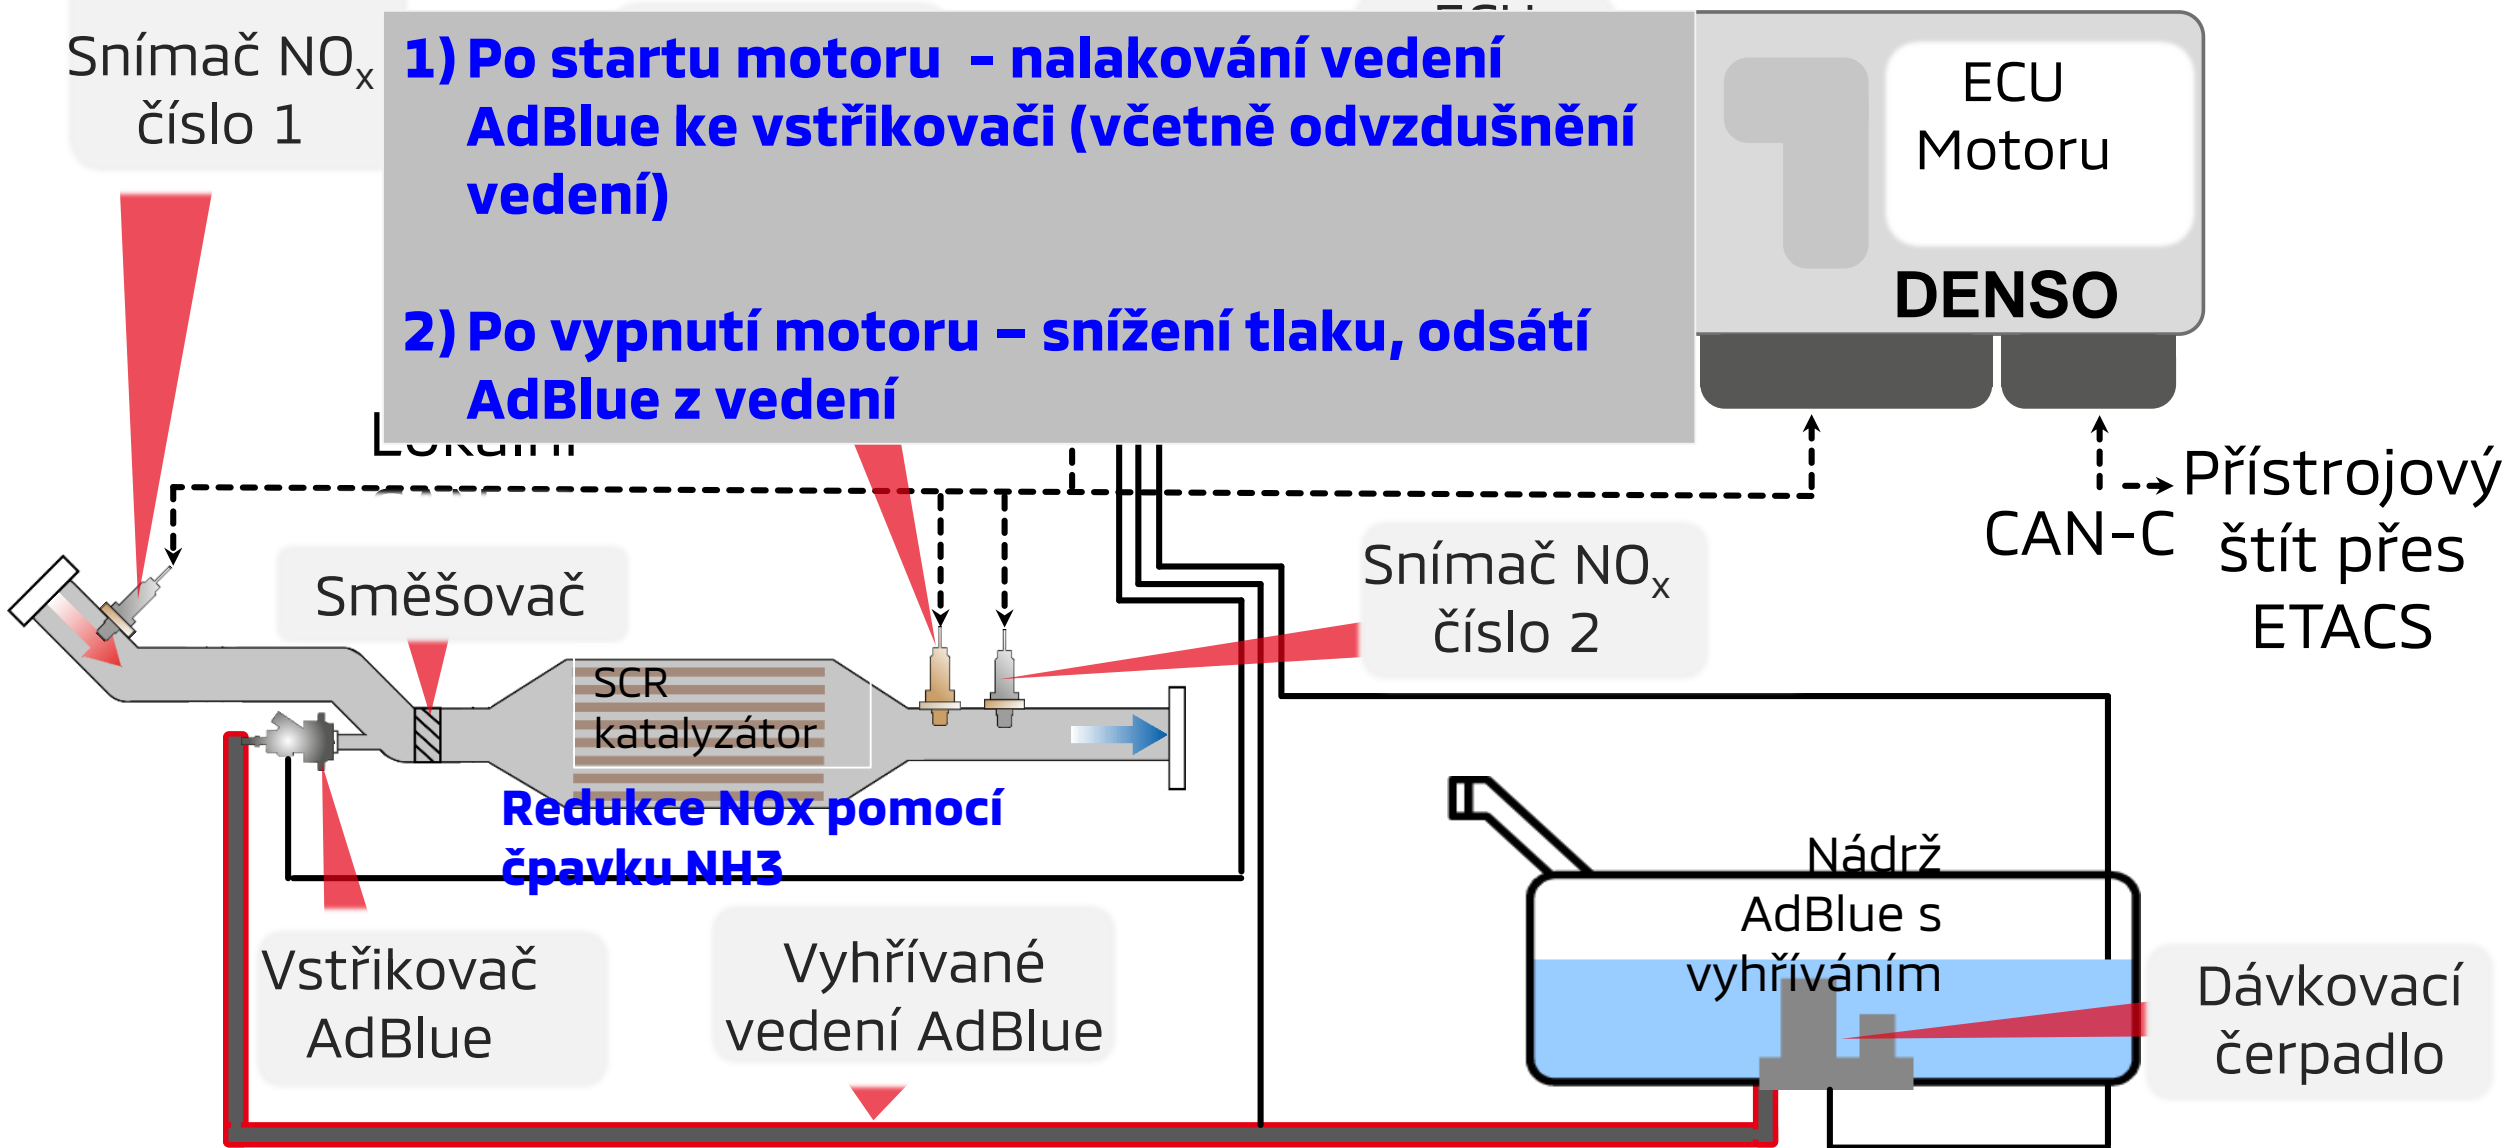 Snímač NOx
číslo 1
1) Po startu motoru – nalakování vedení
AdBlue ke vstřikovači (včetně odvzdušnění
vedení)
2) Po vypnutí motoru – snížení tlaku, odsátí
AdBlue z vedení
ECU
Motoru
DENSO
Přístrojový
štít přes
ETACS
CAN-C
Směšovač
Snímač NOx
číslo 2
SCR
katalyzátor
Redukce NOx pomocí
čpavku NH3
Vstřikovač
AdBlue
Vyhřívané
vedení AdBlue
Nádrž
AdBlue s
vyhříváním
Dávkovací
čerpadlo